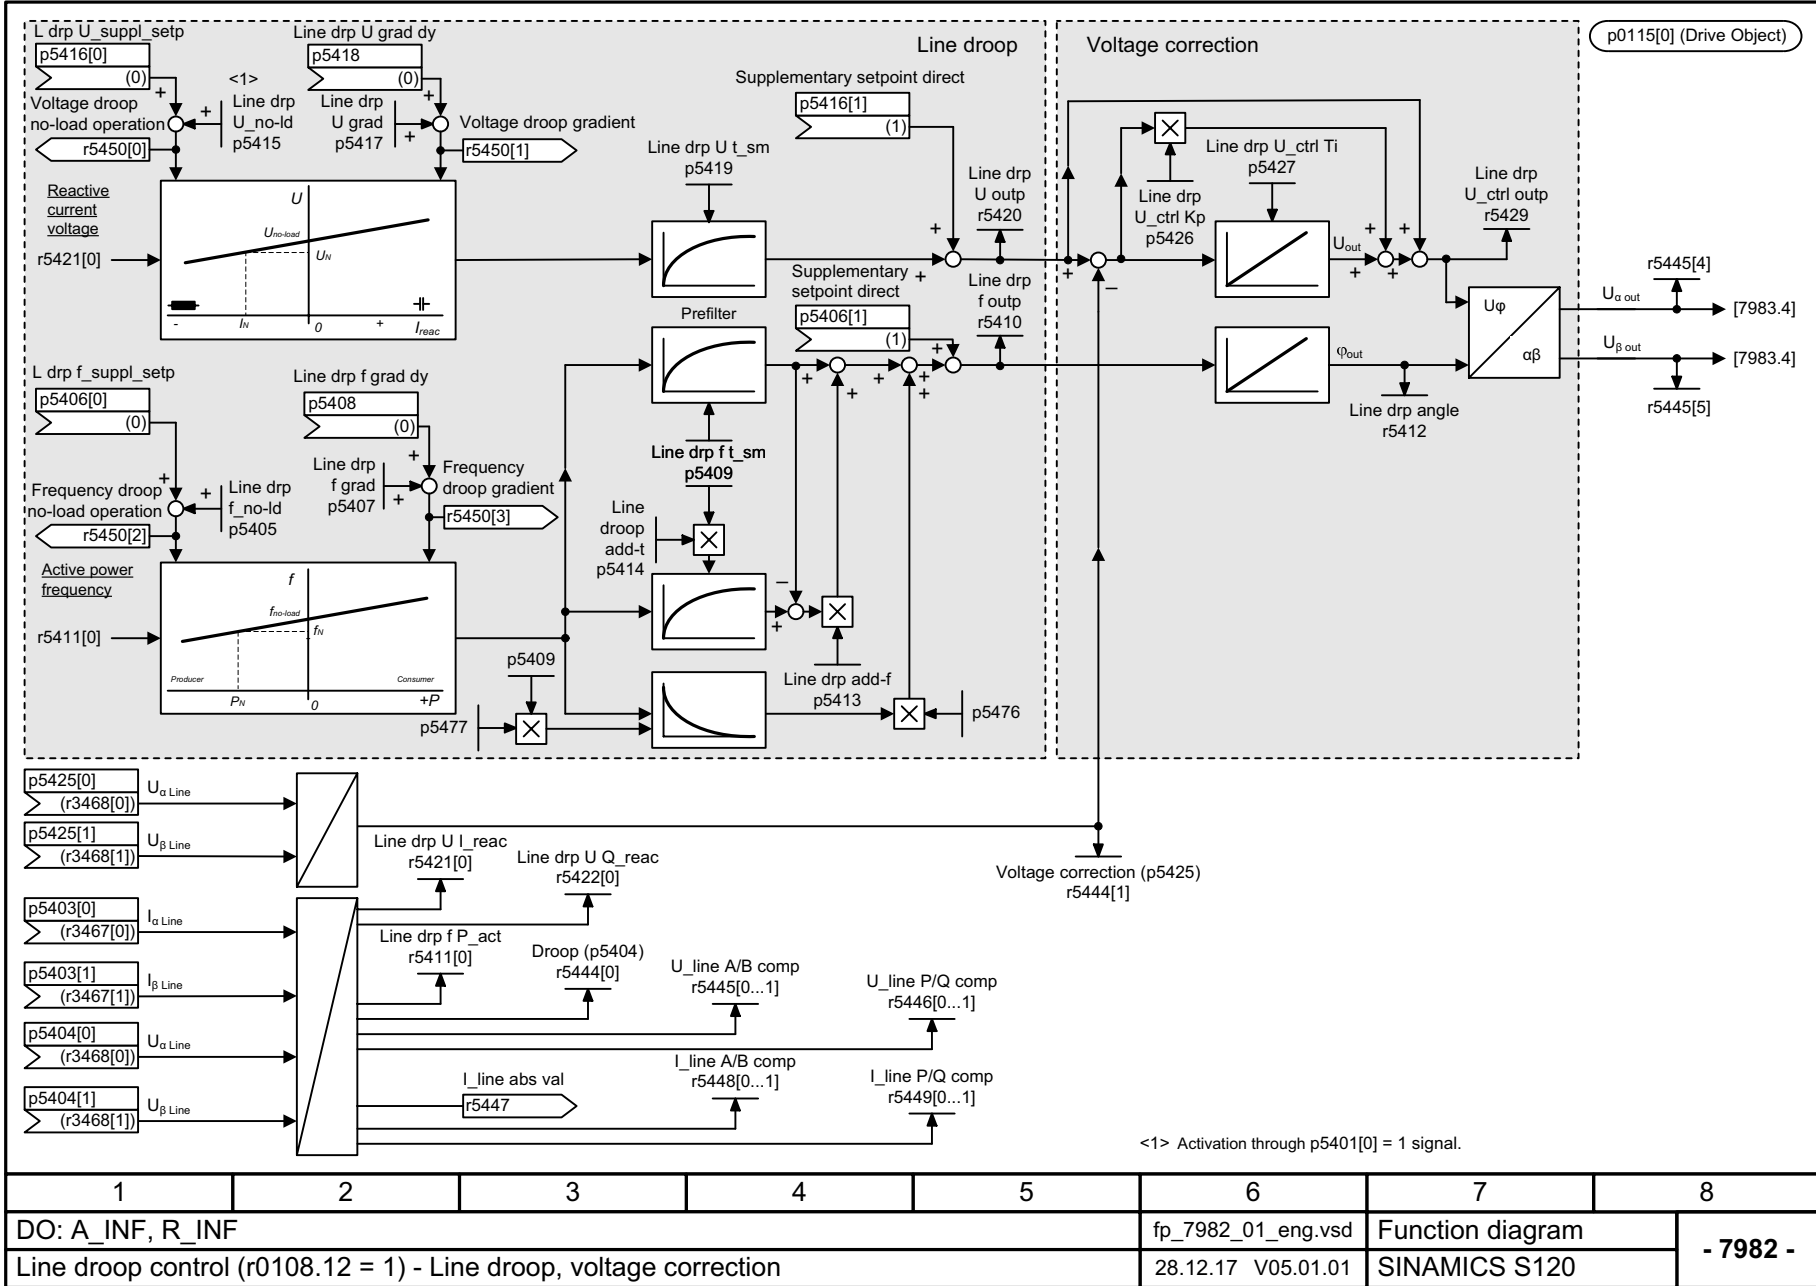 L drp U_suppl_setp
p5416[0]
(0)
Line drp U grad dy
p5418
(0)
Line droop
Voltage correction
p0115[0] (Drive Object)
<1>
Voltage droop
no-load operation
r5450[0]
+
+
Line drp
U_no-ld
p5415
Line drp
U grad
p5417
+
+
Voltage droop gradient
r5450[1]
Supplementary setpoint direct
p5416[1]
(1)
Line drp U t_sm
p5419
Line drp
U outp
r5420
Line drp
U_ctrl Kp
p5426
Line drp U_ctrl Ti
p5427
Line drp
U_ctrl outp
r5429
Reactive
current
voltage
r5421[0]
U
Uno-load
UN
-
IN
0
+
Ireac
+
+
+
–
Uout
+
+
+
Supplementary
setpoint direct
p5406[1]
(1)
Line drp
f outp
r5410
Prefilter
+
+
+
+
+
+
φout
Line drp angle
r5412
Uφ
αβ
r5445[4]
Uα out
[7983.4]
Uβ out
[7983.4]
r5445[5]
L drp f_suppl_setp
p5406[0]
(0)
Line drp f grad dy
p5408
(0)
Frequency droop
no-load operation
r5450[2]
+
+
Line drp
f_no-ld
p5405
Line drp
f grad
p5407
+
+
Frequency
droop gradient
r5450[3]
Line drp f t_sm
p5409
Line
droop
add-t
p5414
Active power
frequency
r5411[0]
f
fno-load
fN
Producer
Consumer
PN
0
+P
–
+
Line drp add-f
p5413
p5409
p5477
p5476
p5425[0]
(r3468[0])
Uα Line
p5425[1]
(r3468[1])
Uβ Line
Voltage correction (p5425)
r5444[1]
p5403[0]
(r3467[0])
Iα Line
p5403[1]
(r3467[1])
Iβ Line
p5404[0]
(r3468[0])
Uα Line
p5404[1]
(r3468[1])
Uβ Line
Line drp U I_reac
r5421[0]
Line drp U Q_reac
r5422[0]
Line drp f P_act
r5411[0]
Droop (p5404)
r5444[0]
U_line A/B comp
r5445[0...1]
U_line P/Q comp
r5446[0...1]
I_line abs val
r5447
I_line A/B comp
r5448[0...1]
I_line P/Q comp
r5449[0...1]
<1> Activation through p5401[0] = 1 signal.
1 2 3 4 5 6 7 8
DO: A_INF, R_INF
fp_7982_01_eng.vsd
Function diagram
- 7982 -
Line droop control (r0108.12 = 1) - Line droop, voltage correction
28.12.17 V05.01.01
SINAMICS S120